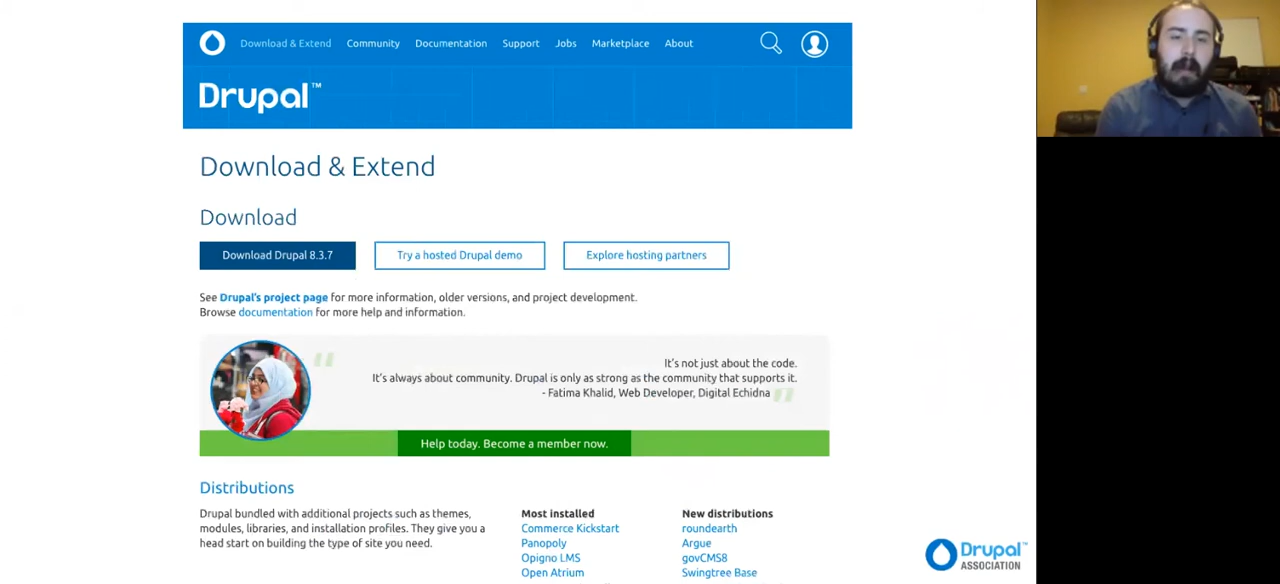 Download & Extend Community Documentation Support Jobs Marketplace About
Drupal™
Download & Extend
Download
Download Drupal 8.3.7 Try a hosted Drupal demo Explore hosting partners
See Drupal's project page for more information, older versions, and project development.
Browse documentation for more help and information.
It's not just about the code.
It's always about community. Drupal is only as strong as the community that supports it.
- Fatima Khalid, Web Developer, Digital Echidna
Help today. Become a member now.
Distributions
Drupal bundled with additional projects such as themes,
modules, libraries, and installation profiles. They give you a
head start on building the type of site you need.
Most installed
Commerce Kickstart
Panopoly
Opigno LMS
Open Atrium
New distributions
roundearth
Argue
govCMS8
Swingtree Base
Drupal™
ASSOCIATION